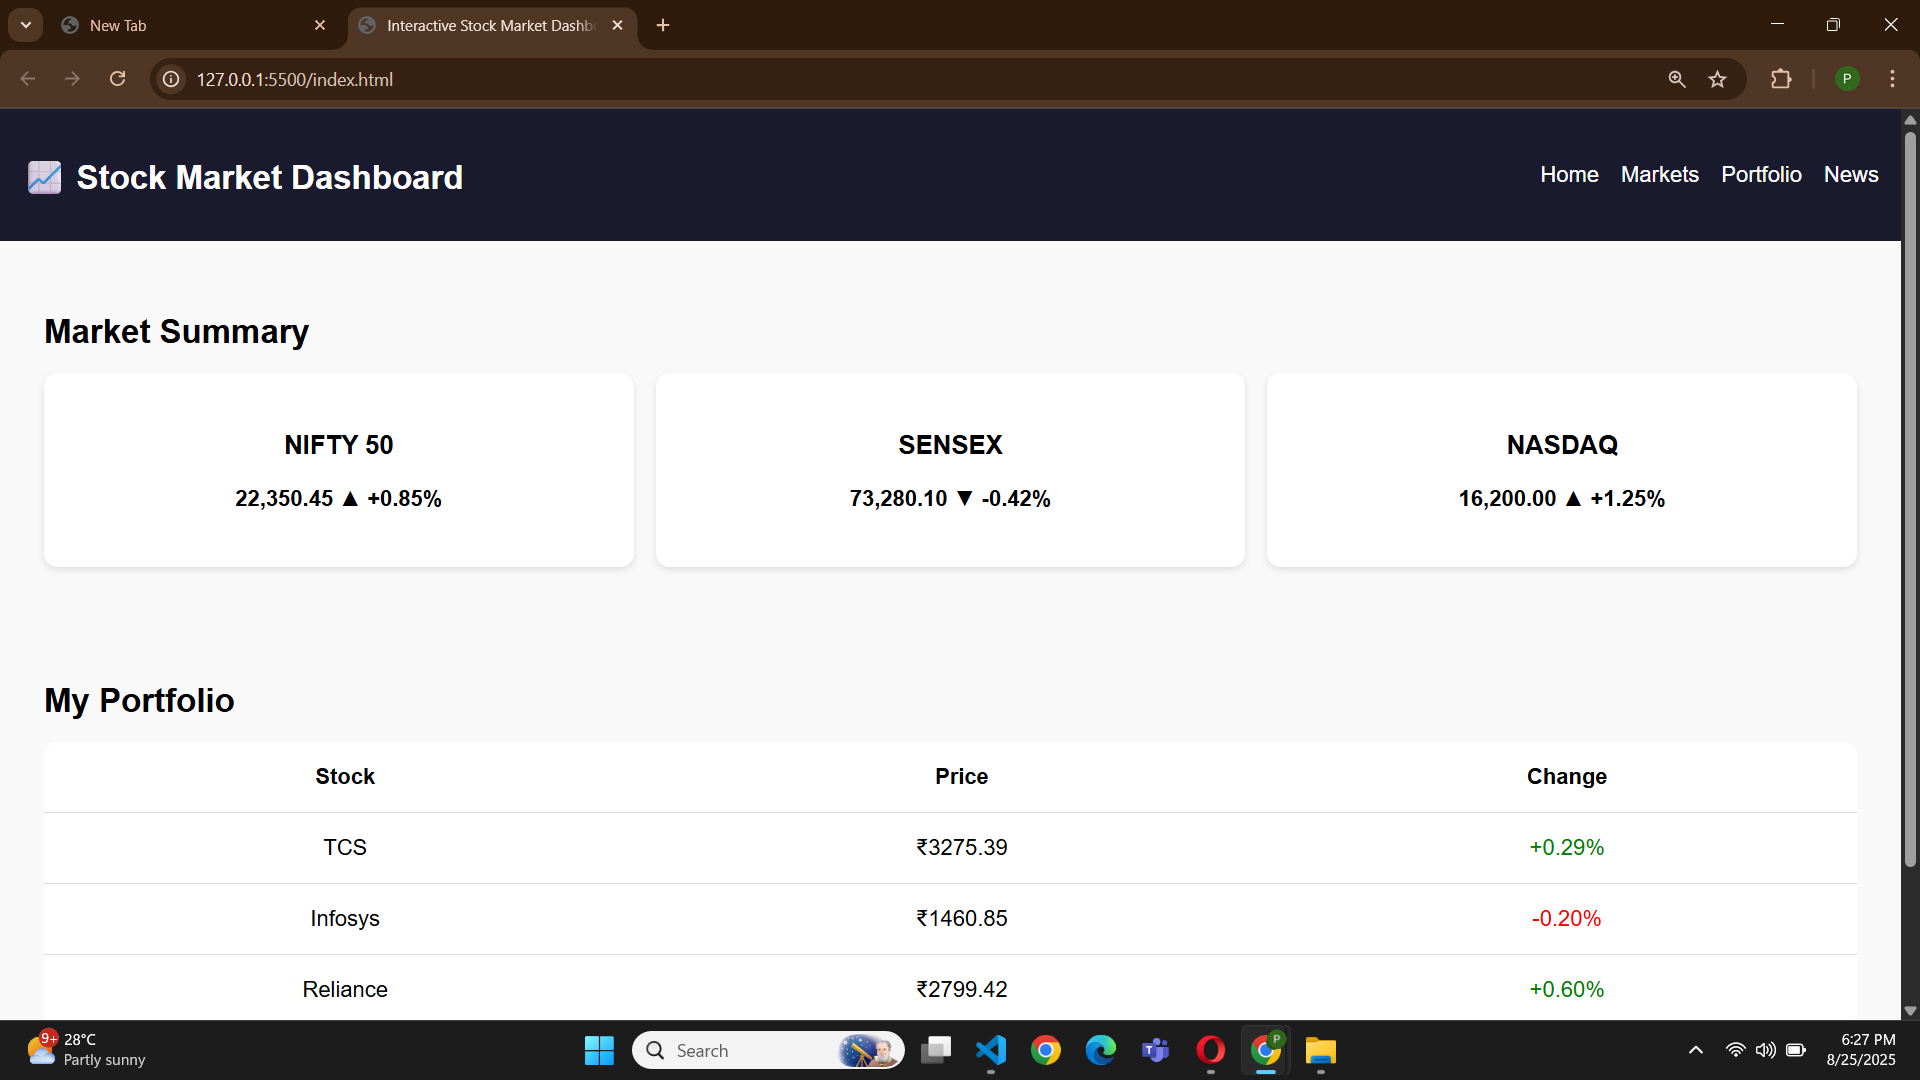 New Tab
Interactive Stock Market Dashb
127.0.0.1:5500/index.html
P
Stock Market Dashboard
Home Markets Portfolio News
Market Summary
NIFTY 50
22,350.45 ▲ +0.85%
SENSEX
73,280.10 ▼ -0.42%
NASDAQ
16,200.00 ▲ +1.25%
My Portfolio
Stock Price Change
TCS ₹3275.39 +0.29%
Infosys ₹1460.85 -0.20%
Reliance ₹2799.42 +0.60%
9+
28°C
Partly sunny
Search
T
P
6:27 PM
8/25/2025